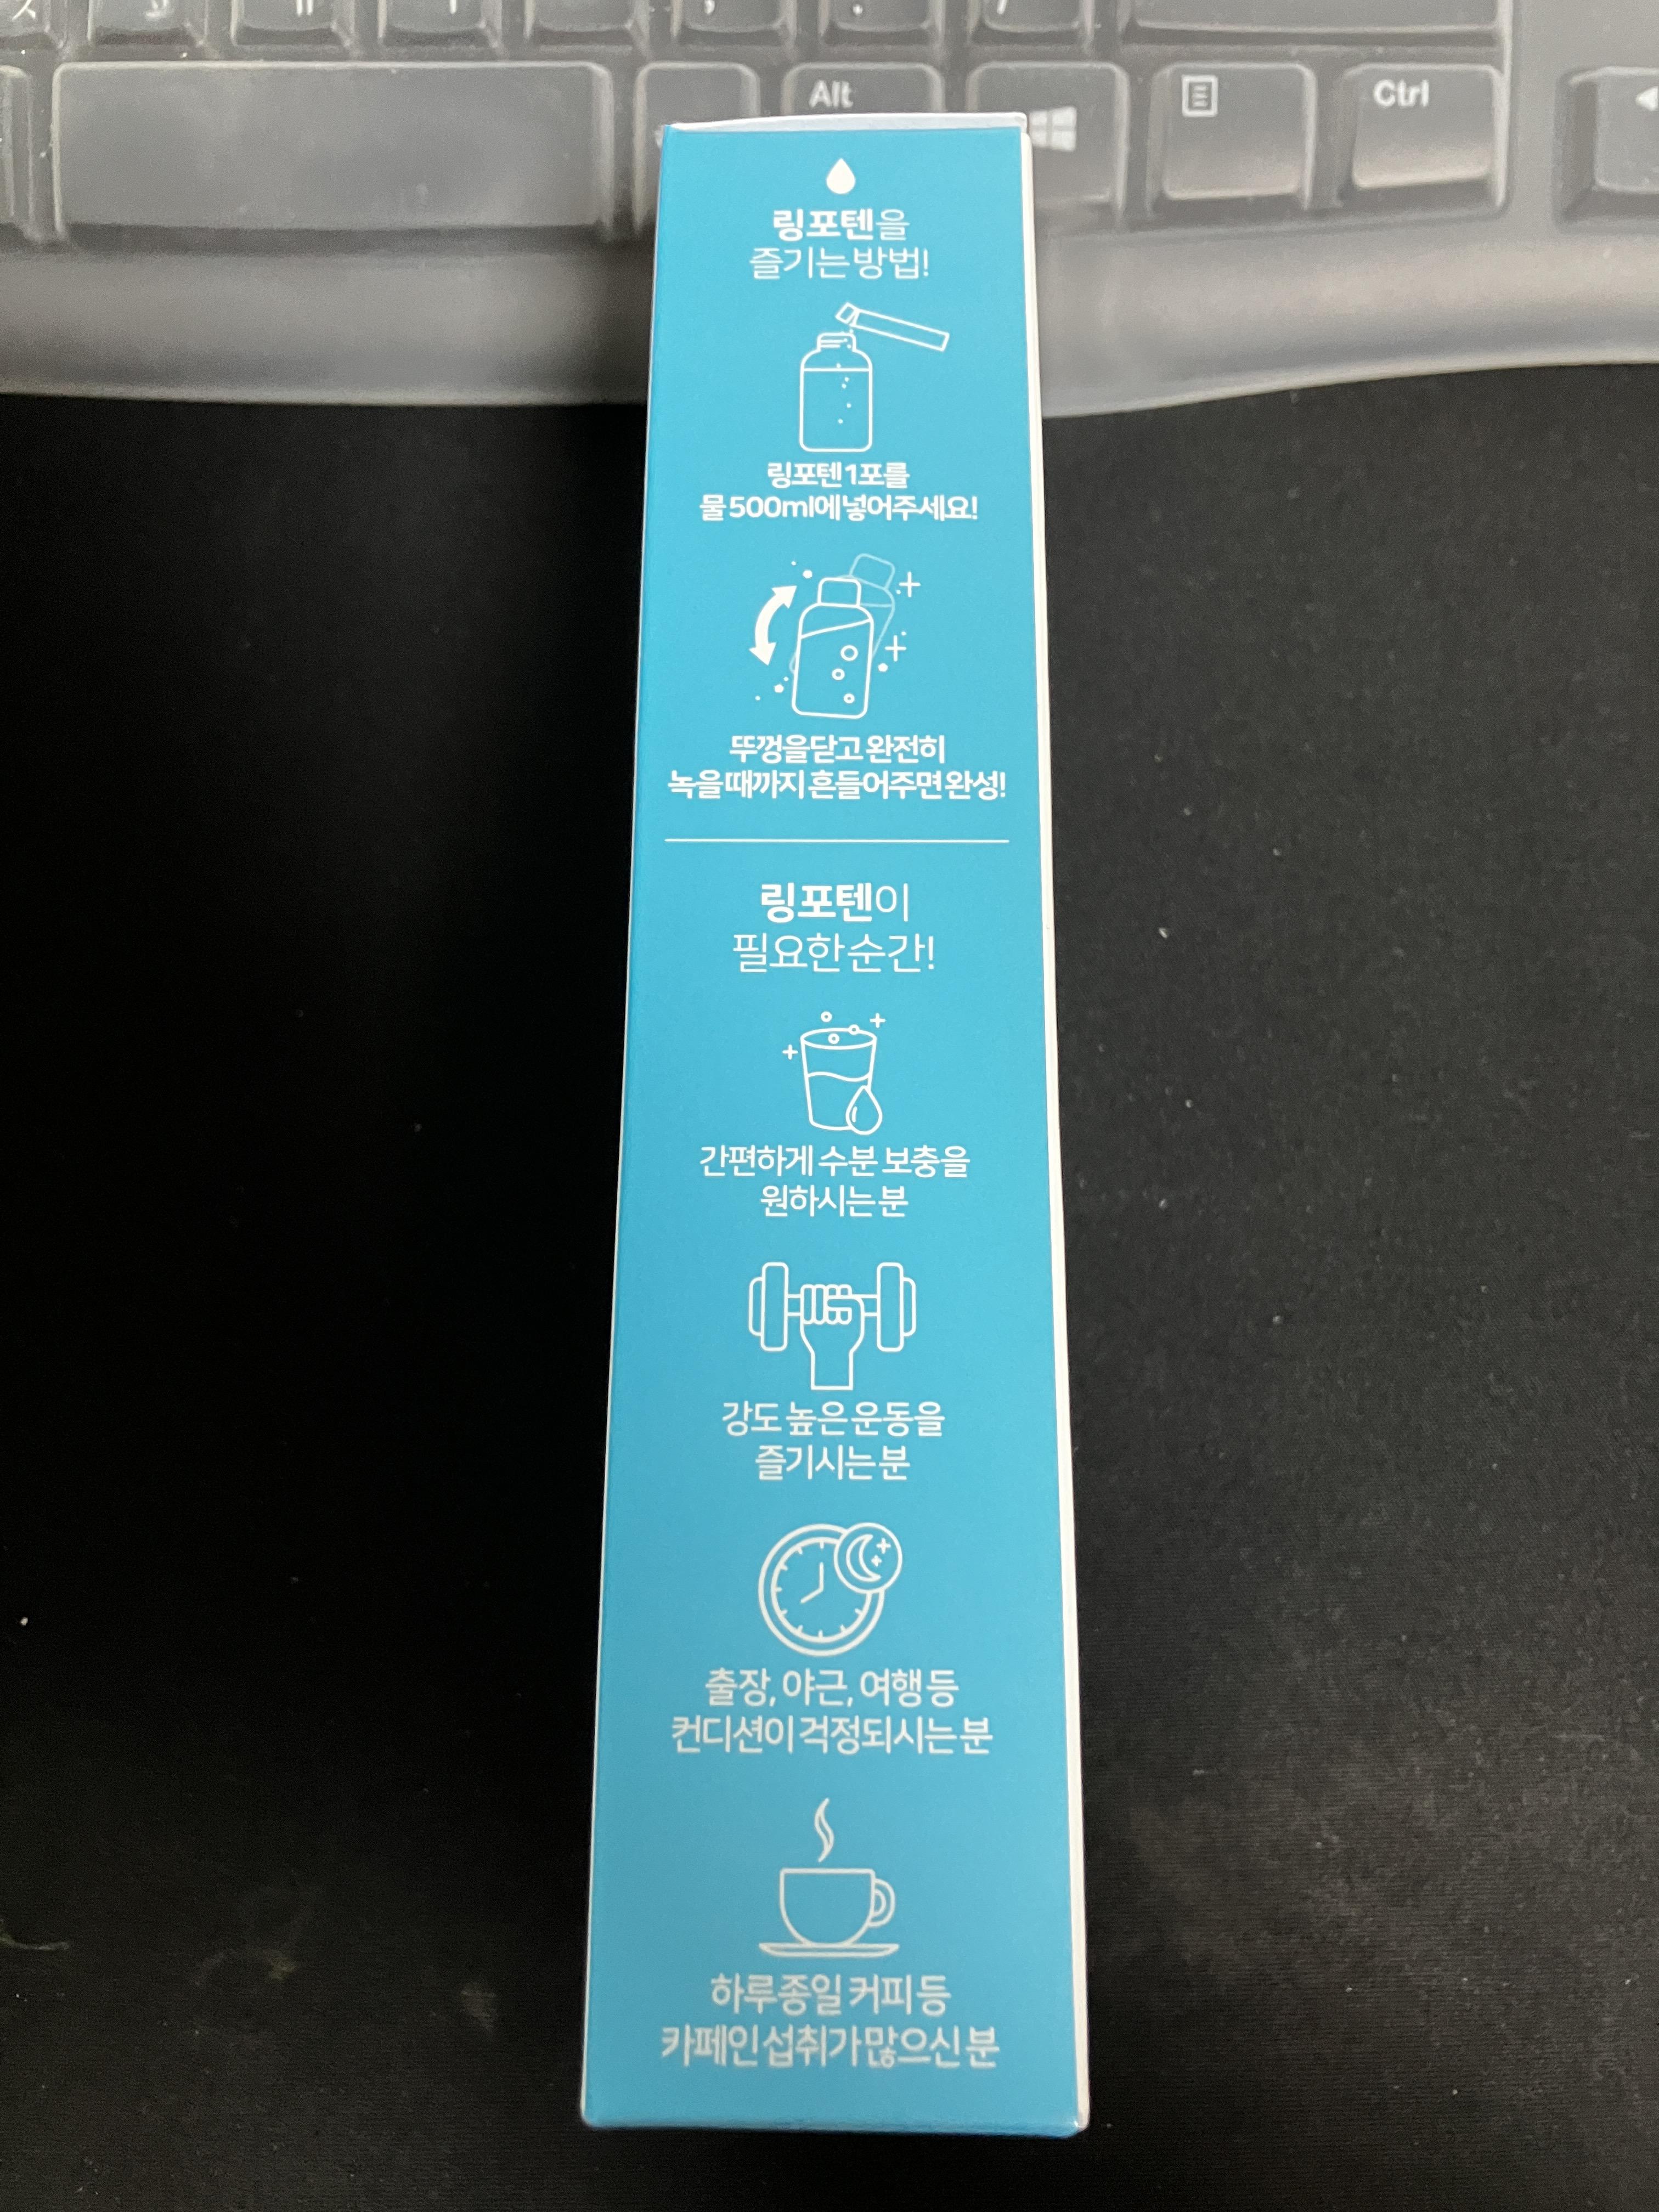 Alt
Ctrl
링포텐을
즐기는 방법!
링포텐 1포를
물 500ml에 넣어주세요!
뚜껑을 닫고 완전히
녹을 때까지 흔들어주면 완성!
링포텐이
필요한 순간!
간편하게 수분 보충을
원하시는 분
강도 높은 운동을
즐기시는 분
출장, 야근, 여행 등
컨디션이 걱정되시는 분
하루종일 커피 등
카페인 섭취가 많으신 분